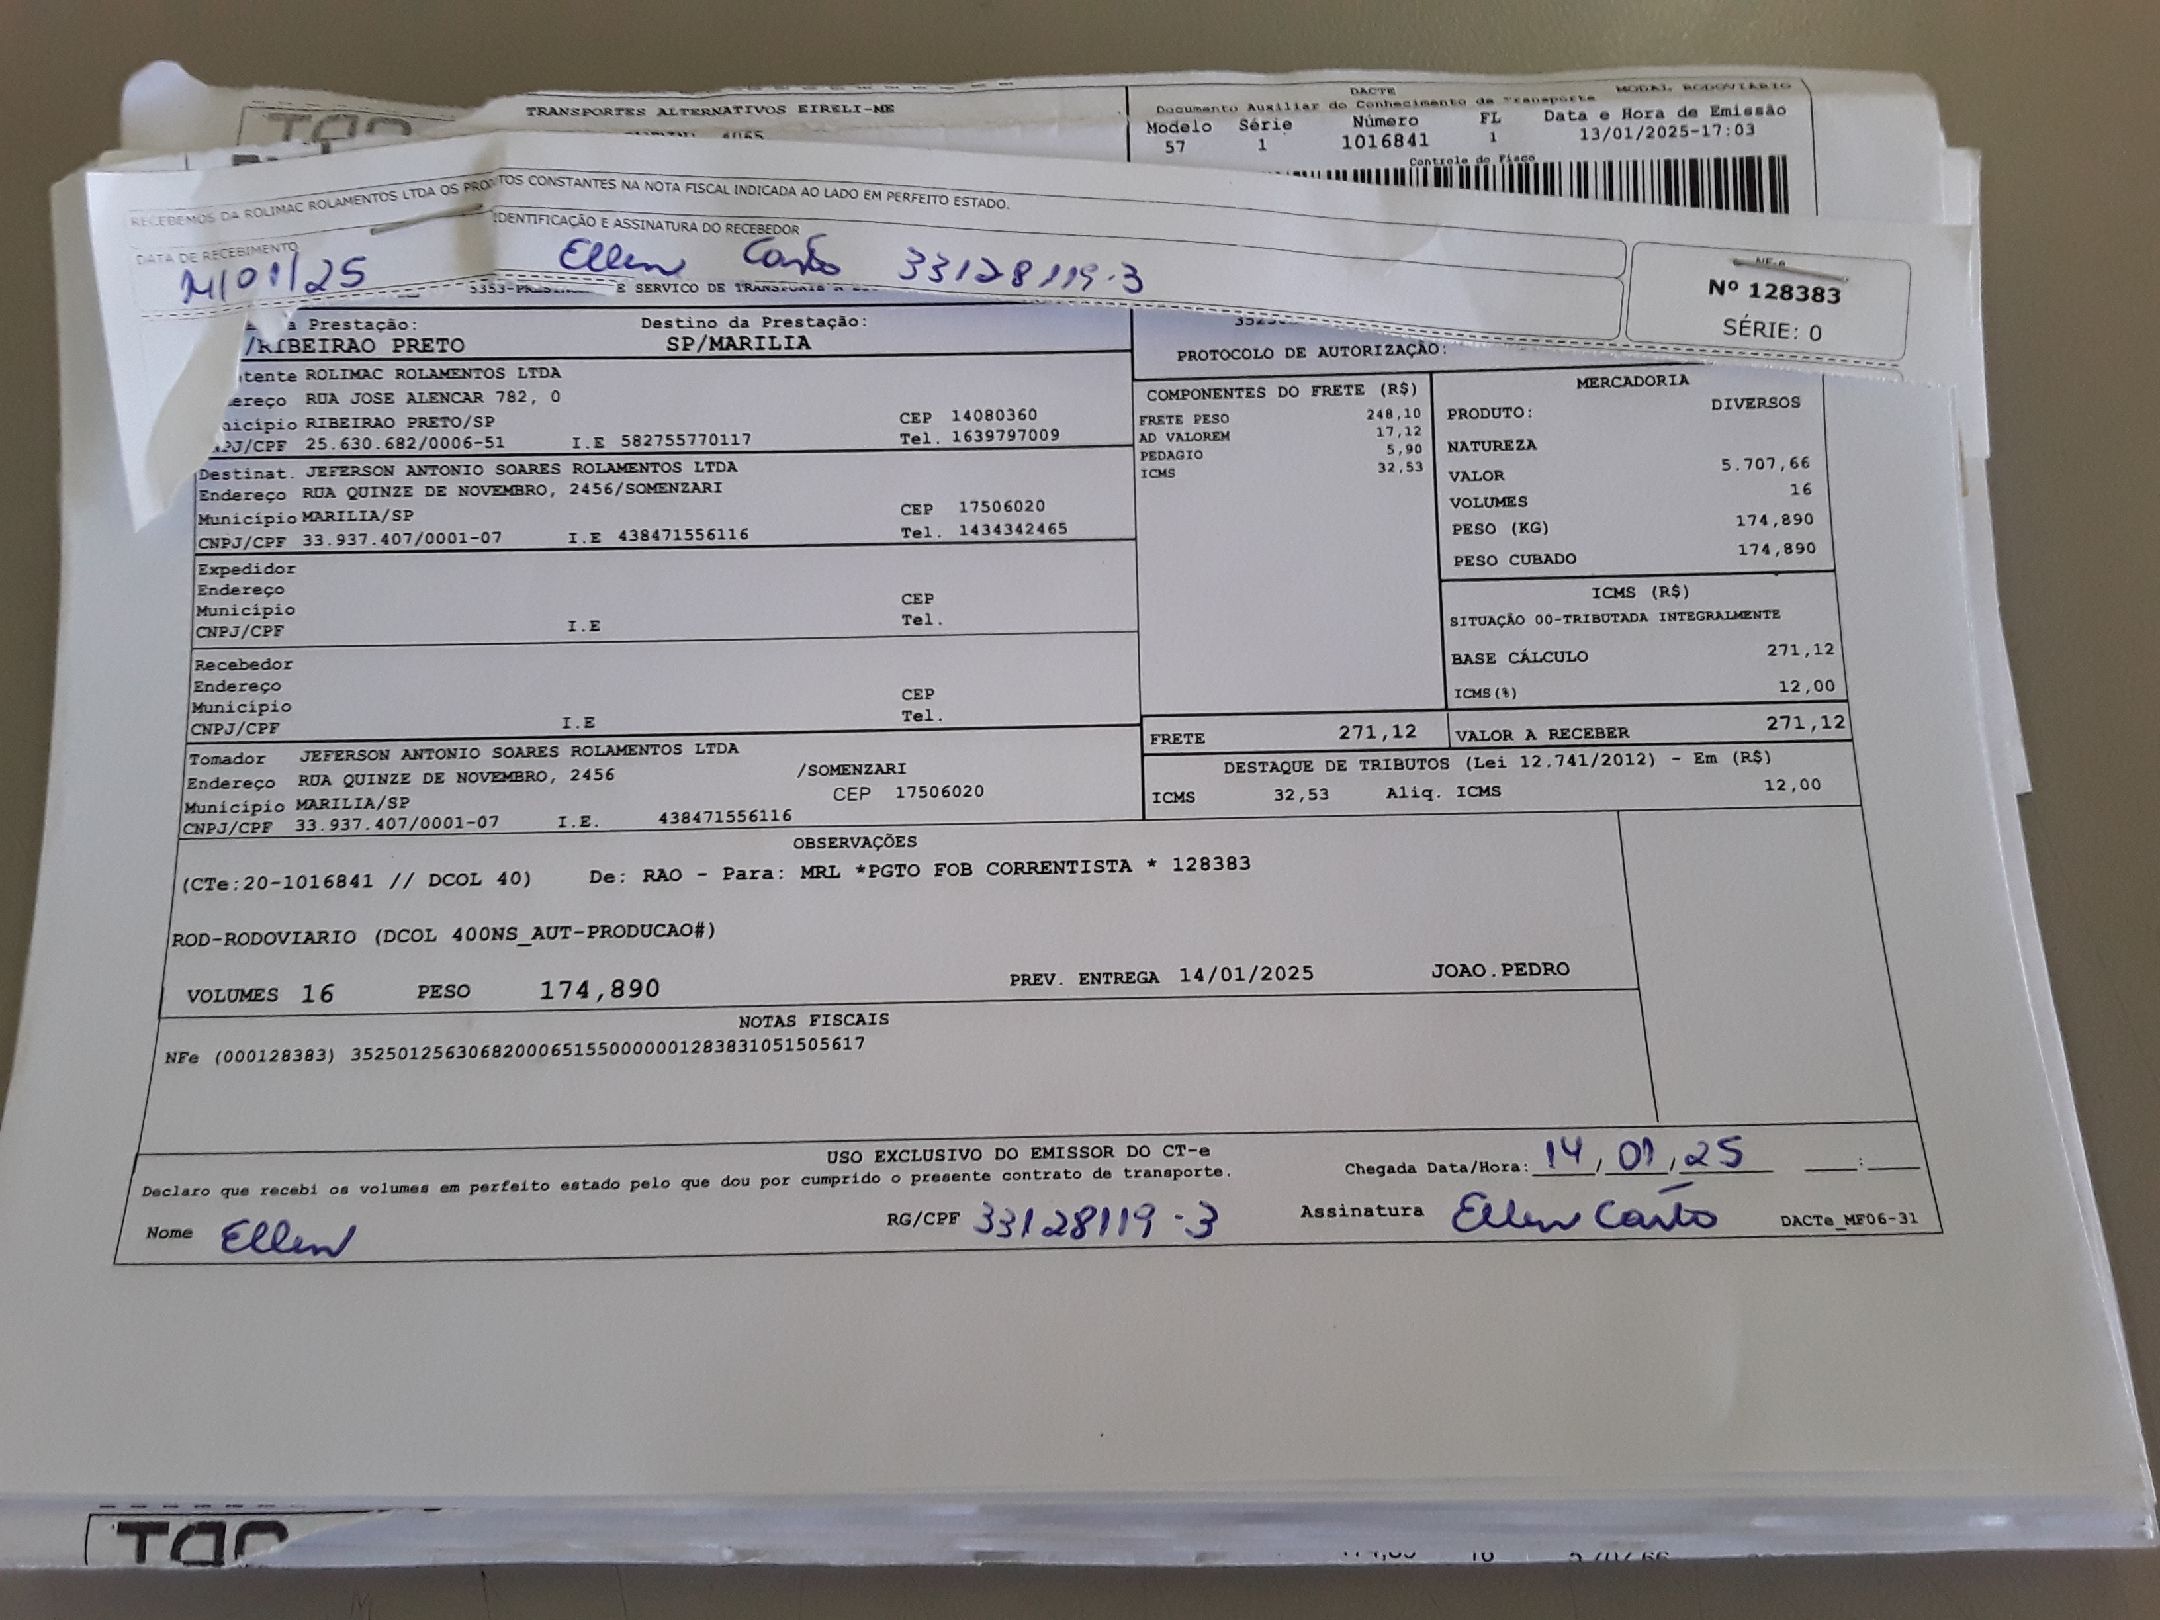 TRANSPORTES ALTERNATIVOS EIRELI-ME
DACTE MODAL RODOVIÁRIO
Documento Auxiliar do Conhecimento de Transporte
Modelo Série Número FL Data e Hora de Emissão
57 1 1016841 1 13/01/2025-17:03
Controle do Fisco
RECEBEMOS DA ROLIMAC ROLAMENTOS LTDA OS PRODUTOS CONSTANTES NA NOTA FISCAL INDICADA AO LADO EM PERFEITO ESTADO.
DATA DE RECEBIMENTO IDENTIFICAÇÃO E ASSINATURA DO RECEBEDOR
/01/25 Ellen 33128119-3
NF-e
Nº 128383
SÉRIE: 0
E SERVICO DE
Prestação: Destino da Prestação:
/RIBEIRAO PRETO SP/MARILIA
PROTOCOLO DE AUTORIZAÇÃO:
tente ROLIMAC ROLAMENTOS LTDA
ereço RUA JOSE ALENCAR 782, 0
nicípio RIBEIRAO PRETO/SP CEP 14080360
PJ/CPF 25.630.682/0006-51 I.E 582755770117 Tel. 1639797009
Destinat. JEFERSON ANTONIO SOARES ROLAMENTOS LTDA
Endereço RUA QUINZE DE NOVEMBRO, 2456/SOMENZARI
Município MARILIA/SP CEP 17506020
CNPJ/CPF 33.937.407/0001-07 I.E 438471556116 Tel. 1434342465
Expedidor
Endereço
Município CEP
CNPJ/CPF I.E Tel.
Recebedor
Endereço
Município CEP
CNPJ/CPF I.E Tel.
Tomador JEFERSON ANTONIO SOARES ROLAMENTOS LTDA
Endereço RUA QUINZE DE NOVEMBRO, 2456 /SOMENZARI
Município MARILIA/SP CEP 17506020
CNPJ/CPF 33.937.407/0001-07 I.E. 438471556116
COMPONENTES DO FRETE (R$)
FRETE PESO 248,10
AD VALOREM 17,12
PEDAGIO 5,90
ICMS 32,53
MERCADORIA
PRODUTO: DIVERSOS
NATUREZA
VALOR 5.707,66
VOLUMES 16
PESO (KG) 174,890
PESO CUBADO 174,890
ICMS (R$)
SITUAÇÃO 00-TRIBUTADA INTEGRALMENTE
BASE CÁLCULO 271,12
ICMS(%) 12,00
FRETE 271,12 VALOR A RECEBER 271,12
DESTAQUE DE TRIBUTOS (Lei 12.741/2012) - Em (R$)
ICMS 32,53 Aliq. ICMS 12,00
OBSERVAÇÕES
(CTe:20-1016841 // DCOL 40) De: RAO - Para: MRL *PGTO FOB CORRENTISTA * 128383
ROD-RODOVIARIO (DCOL 400NS_AUT-PRODUCAO#)
VOLUMES 16 PESO 174,890 PREV. ENTREGA 14/01/2025 JOAO.PEDRO
NOTAS FISCAIS
NFe (000128383) 35250125630682000651550000001283831051505617
USO EXCLUSIVO DO EMISSOR DO CT-e
Declaro que recebi os volumes em perfeito estado pelo que dou por cumprido o presente contrato de transporte.
Chegada Data/Hora: 14/01/25 __:__
Nome Ellen RG/CPF 33128119-3 Assinatura Ellen DACTe_MF06-31